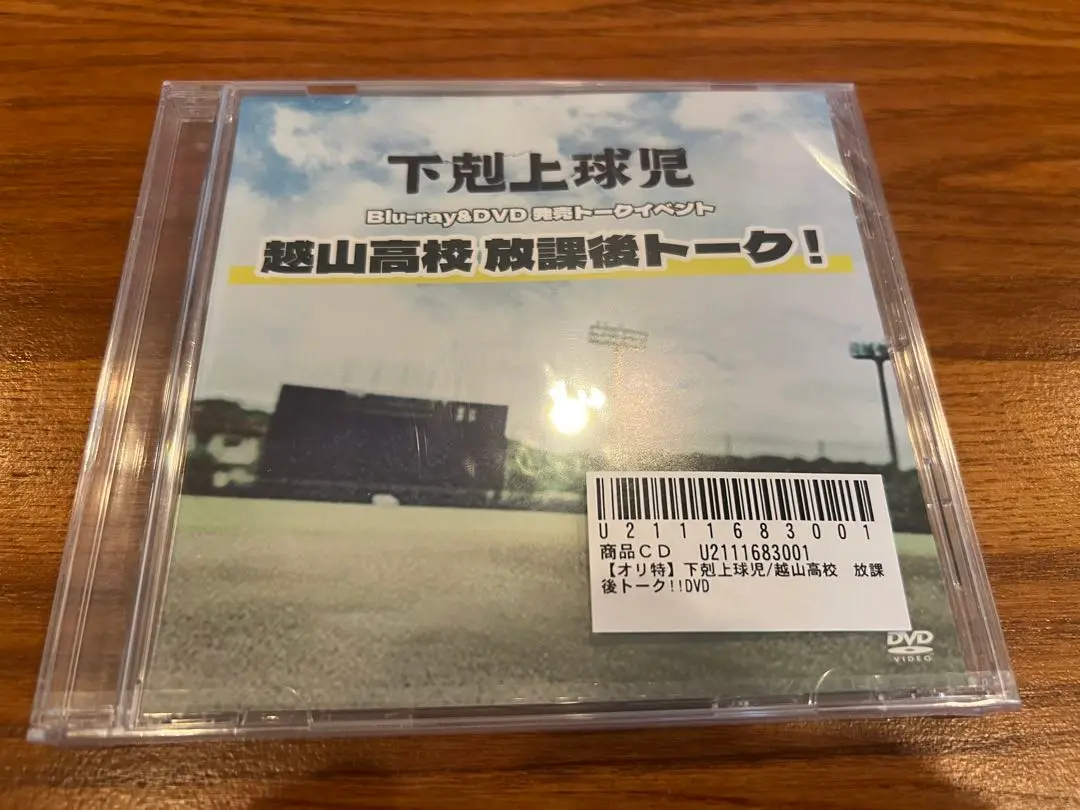 下剋上球児
Blu-ray&DVD 発売トークイベント
越山高校 放課後トーク!
U2111683001
商品CD U2111683001
【オリ特】下剋上球児/越山高校 放課
後トーク!!DVD
DVD
VIDEO